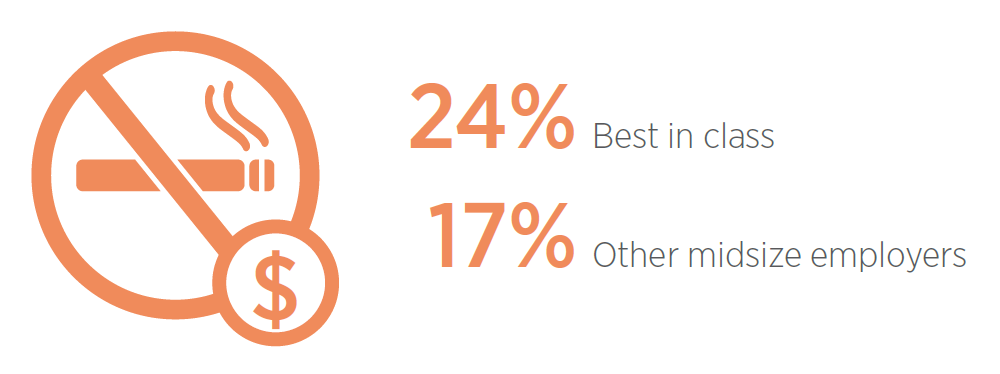 24% Best in class
17% Other midsize employers
$